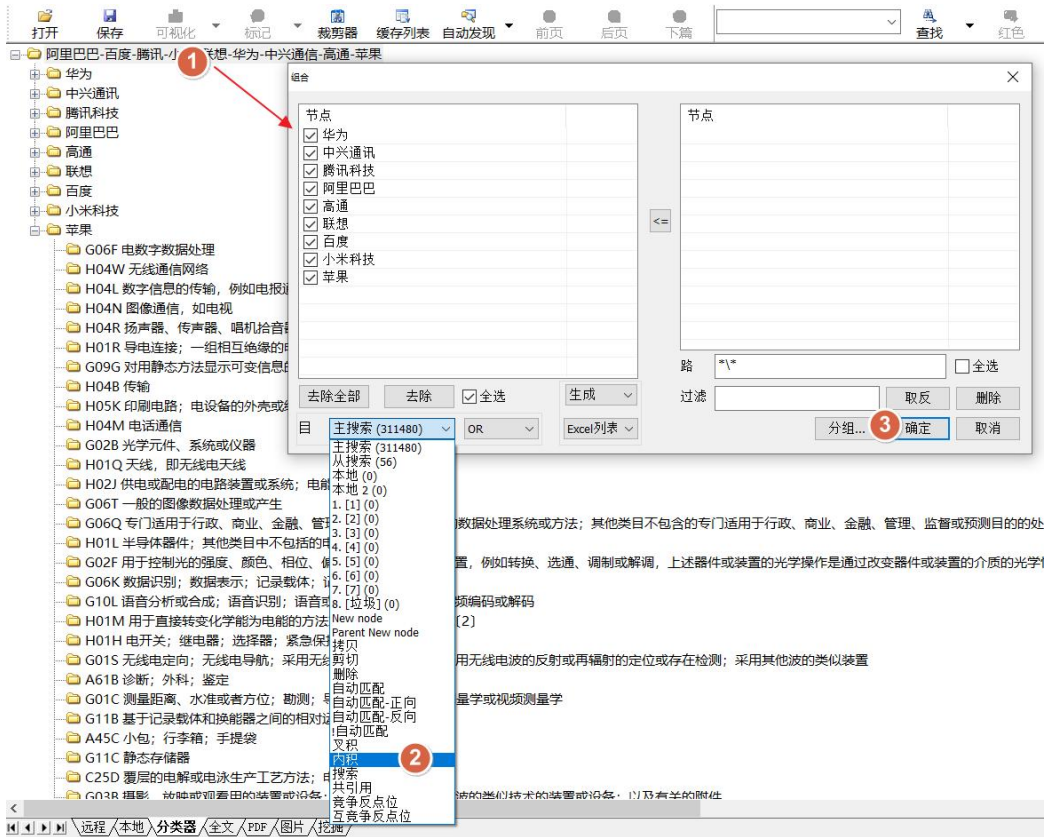 打开 保存 可视化 标记 裁剪器 缓存列表 自动发现 前页 后页 下篇 查找 红色
阿里巴巴-百度-腾讯-小 联想-华为-中兴通信-高通-苹果
1
华为
中兴通讯
腾讯科技
阿里巴巴
高通
联想
百度
小米科技
苹果
G06F 电数字数据处理
H04W 无线通信网络
H04L 数字信息的传输，例如电报通
H04N 图像通信，如电视
H04R 扬声器、传声器、唱机拾音器
H01R 导电连接；一组相互绝缘的
G09G 对用静态方法显示可变信息的
H04B 传输
H05K 印刷电路；电设备的外壳或
H04M 电话通信
G02B 光学元件、系统或仪器
H01Q 天线，即无线电天线
H02J 供电或配电的电路装置或系统；电能
G06T 一般的图像数据处理或产生
G06Q 专门适用于行政、商业、金融、管 数据处理系统或方法；其他类目不包含的专门适用于行政、商业、金融、管理、监督或预测目的的处
H01L 半导体器件；其他类目中不包括的
G02F 用于控制光的强度、颜色、相位、 置，例如转换、选通、调制或解调，上述器件或装置的光学操作是通过改变器件或装置的介质的光学
G06K 数据识别；数据表示；记录载体；
G10L 语音分析或合成；语音识别；语音或 频编码或解码
H01M 用于直接转变化学能为电能的方法 [2]
H01H 电开关；继电器；选择器；紧急保
G01S 无线电定向；无线电导航；采用无 用无线电波的反射或再辐射的定位或存在检测；采用其他波的类似装置
A61B 诊断；外科；鉴定
G01C 测量距离、水准或者方位；勘测； 量学或视频测量学
G11B 基于记录载体和换能器之间的相对
A45C 小包；行李箱；手提袋
G11C 静态存储器
C25D 覆层的电解或电泳生产工艺方法；
G03B 摄影、放映或观看用的装置或设备； 波的类似技术的装置或设备；以及有关的附件
远程 本地 分类器 全文 PDF 图片 挖掘
组合
节点
华为
中兴通讯
腾讯科技
阿里巴巴
高通
联想
百度
小米科技
苹果
<=
节点
去除全部 去除 全选 生成
目 主搜索 (311480) OR Excel列表
路 *\* 全选
过滤 取反 删除
分组... 3 确定 取消
主搜索 (311480)
从搜索 (56)
本地 (0)
本地 2 (0)
1. [1] (0)
2. [2] (0)
3. [3] (0)
4. [4] (0)
5. [5] (0)
6. [6] (0)
7. [7] (0)
8. [垃圾] (0)
New node
Parent New node
拷贝
剪切
删除
自动匹配
自动匹配-正向
自动匹配-反向
!自动匹配
叉积
内积 2
搜索
共引用
竞争反点位
互竞争反点位